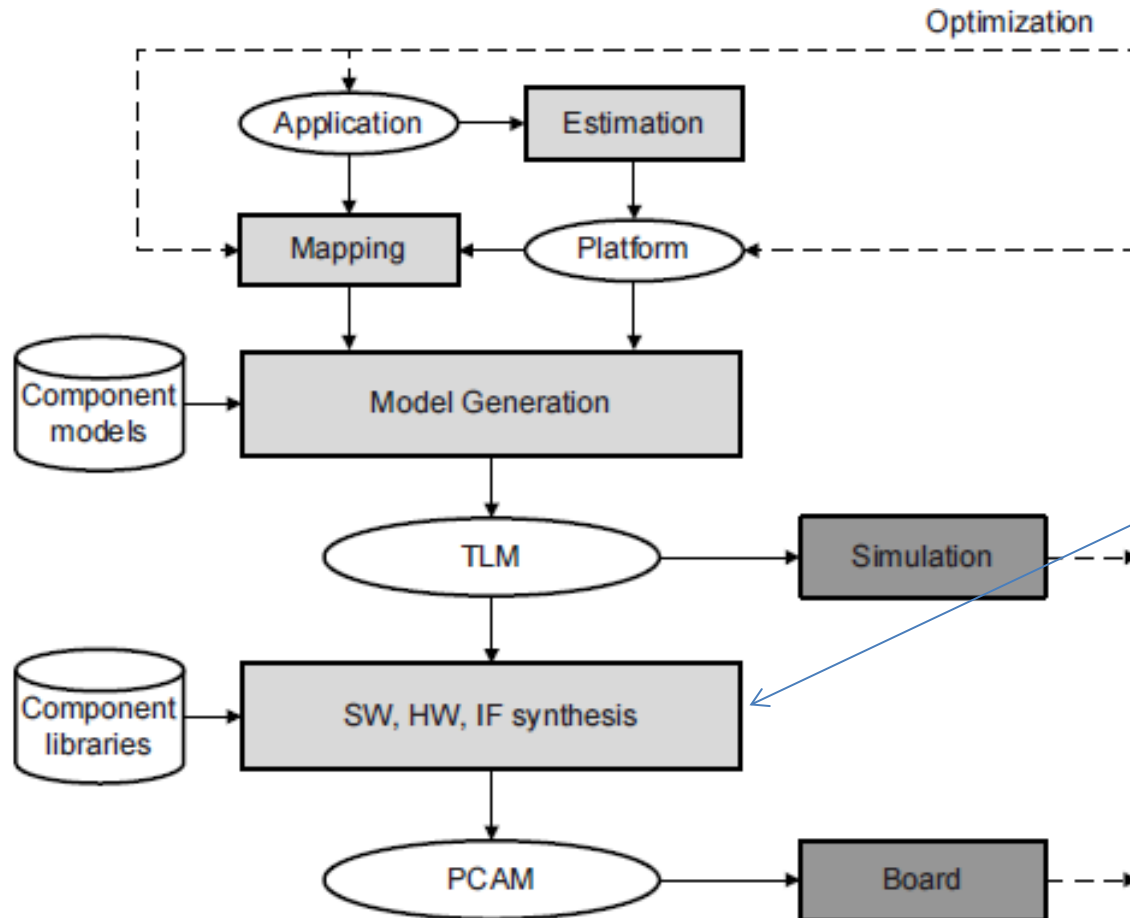 Optimization
Application
Estimation
Mapping
Platform
Component
models
Model Generation
TLM
Simulation
Component
libraries
SW, HW, IF synthesis
PCAM
Board